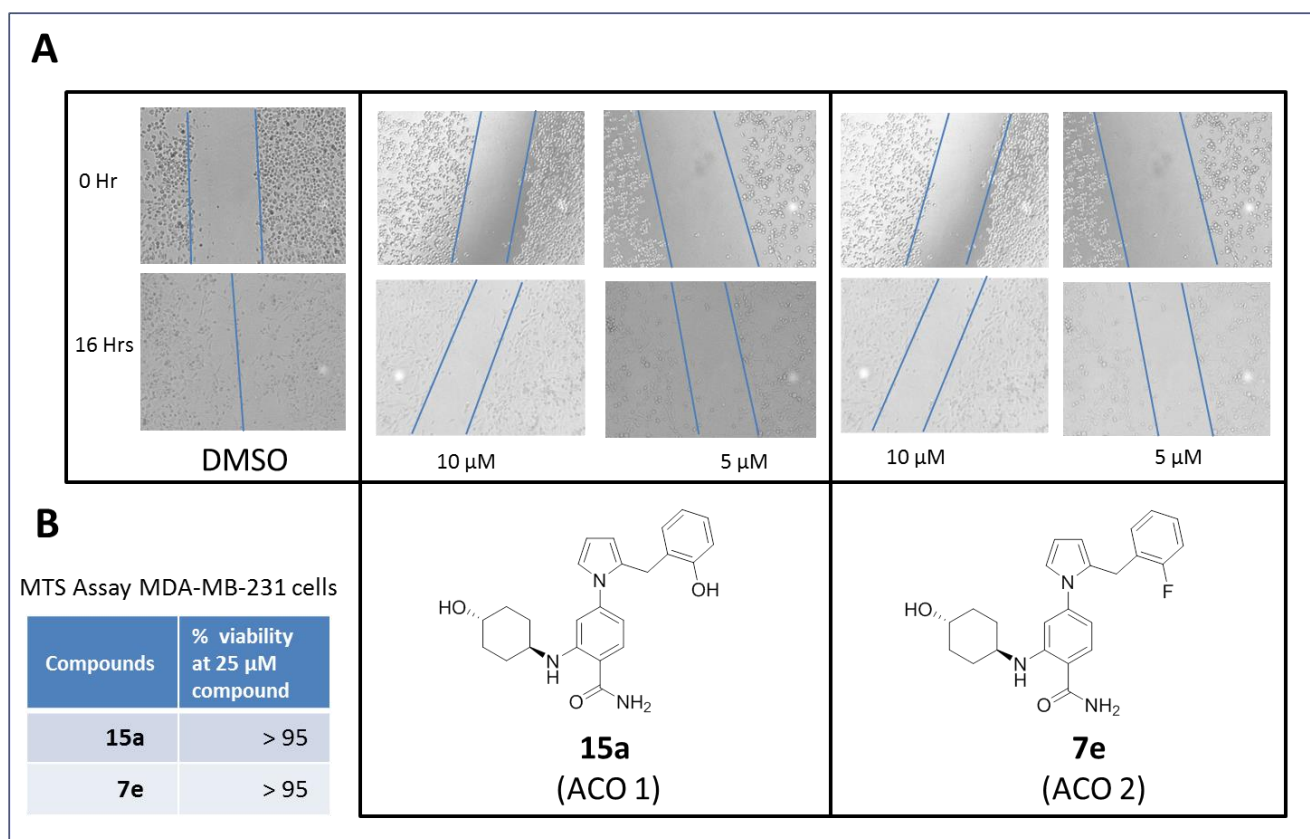 A
0 Hr
16 Hrs
DMSO
10 µM
5 µM
10 µM
5 µM
B
MTS Assay MDA-MB-231 cells
Compounds
% viability
at 25 µM
compound
15a
> 95
7e
> 95
N
OH
HO
N
H
O
NH2
15a
(ACO 1)
N
F
HO
N
H
O
NH2
7e
(ACO 2)